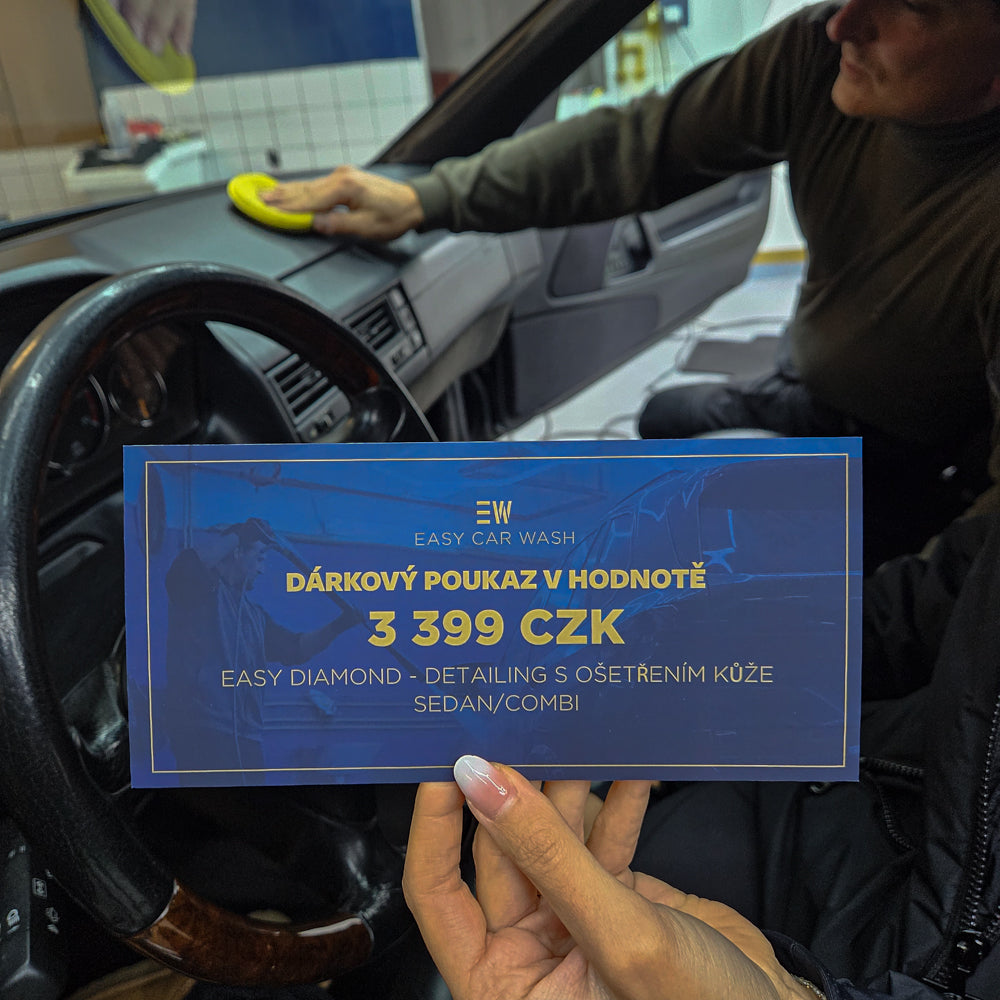 EW
EASY CAR WASH
DÁRKOVÝ POUKAZ V HODNOTĚ
3 399 CZK
EASY DIAMOND - DETAILING S OŠETŘENÍM KŮŽE
SEDAN/COMBI